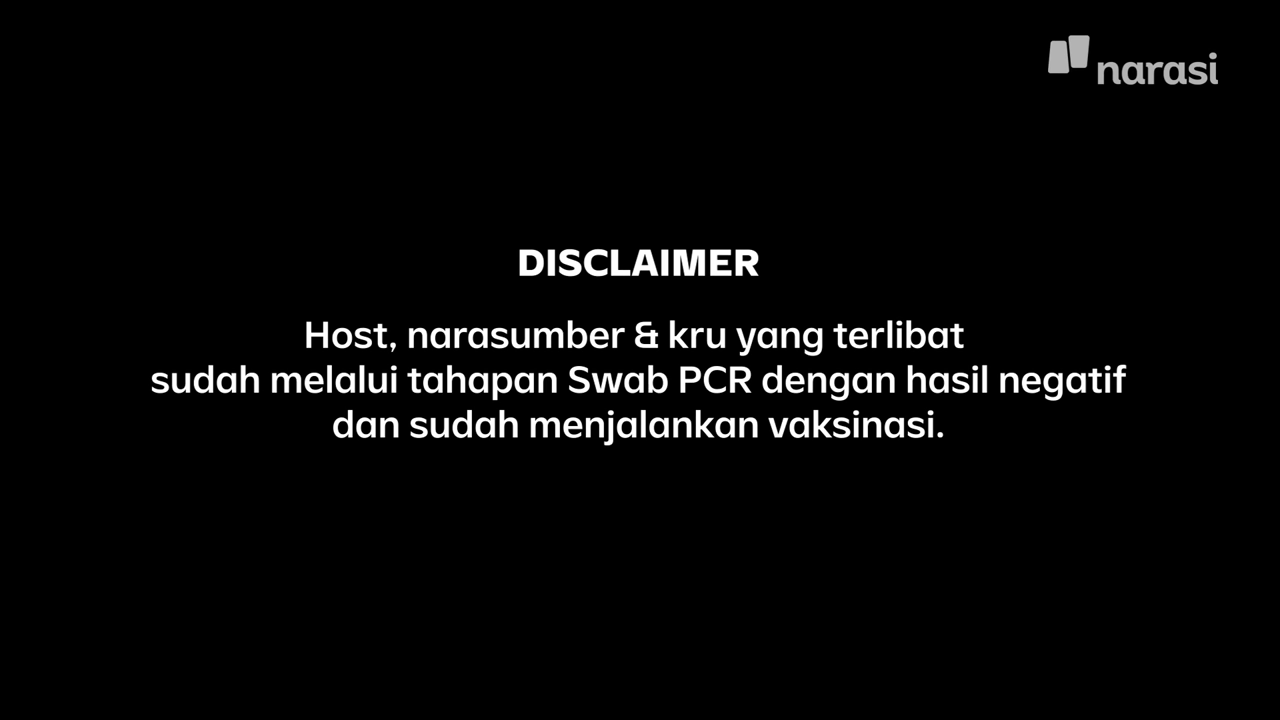 narasi
DISCLAIMER
Host, narasumber & kru yang terlibat
sudah melalui tahapan Swab PCR dengan hasil negatif
dan sudah menjalankan vaksinasi.